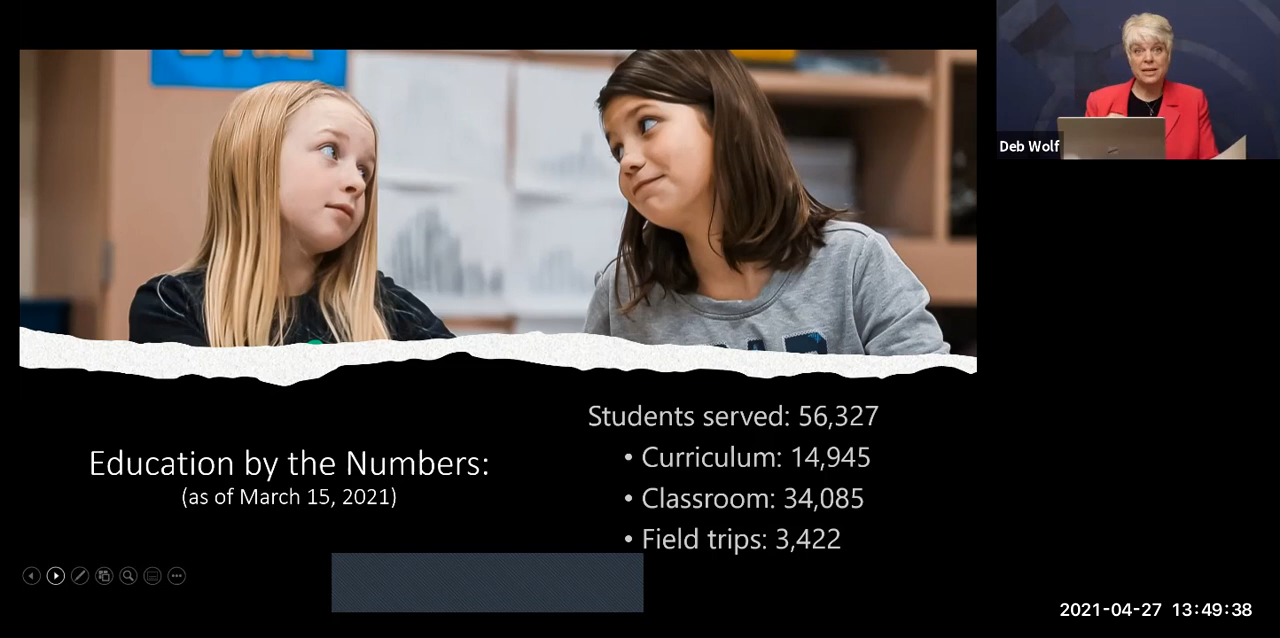 Deb Wolf
Students served: 56,327
• Curriculum: 14,945
Education by the Numbers:
• Classroom: 34,085
(as of March 15, 2021)
• Field trips: 3,422
2021-04-27 13:49:38